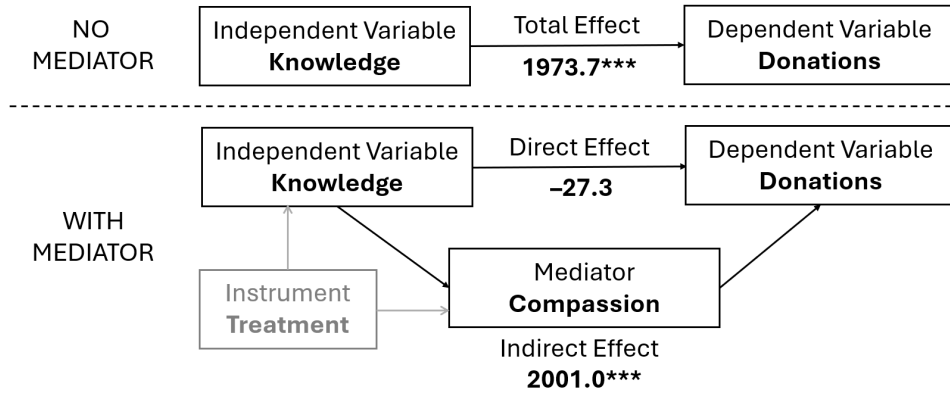 NO
MEDIATOR
Independent Variable
Knowledge
Total Effect
1973.7***
Dependent Variable
Donations
WITH
MEDIATOR
Independent Variable
Knowledge
Direct Effect
–27.3
Dependent Variable
Donations
Instrument
Treatment
Mediator
Compassion
Indirect Effect
2001.0***